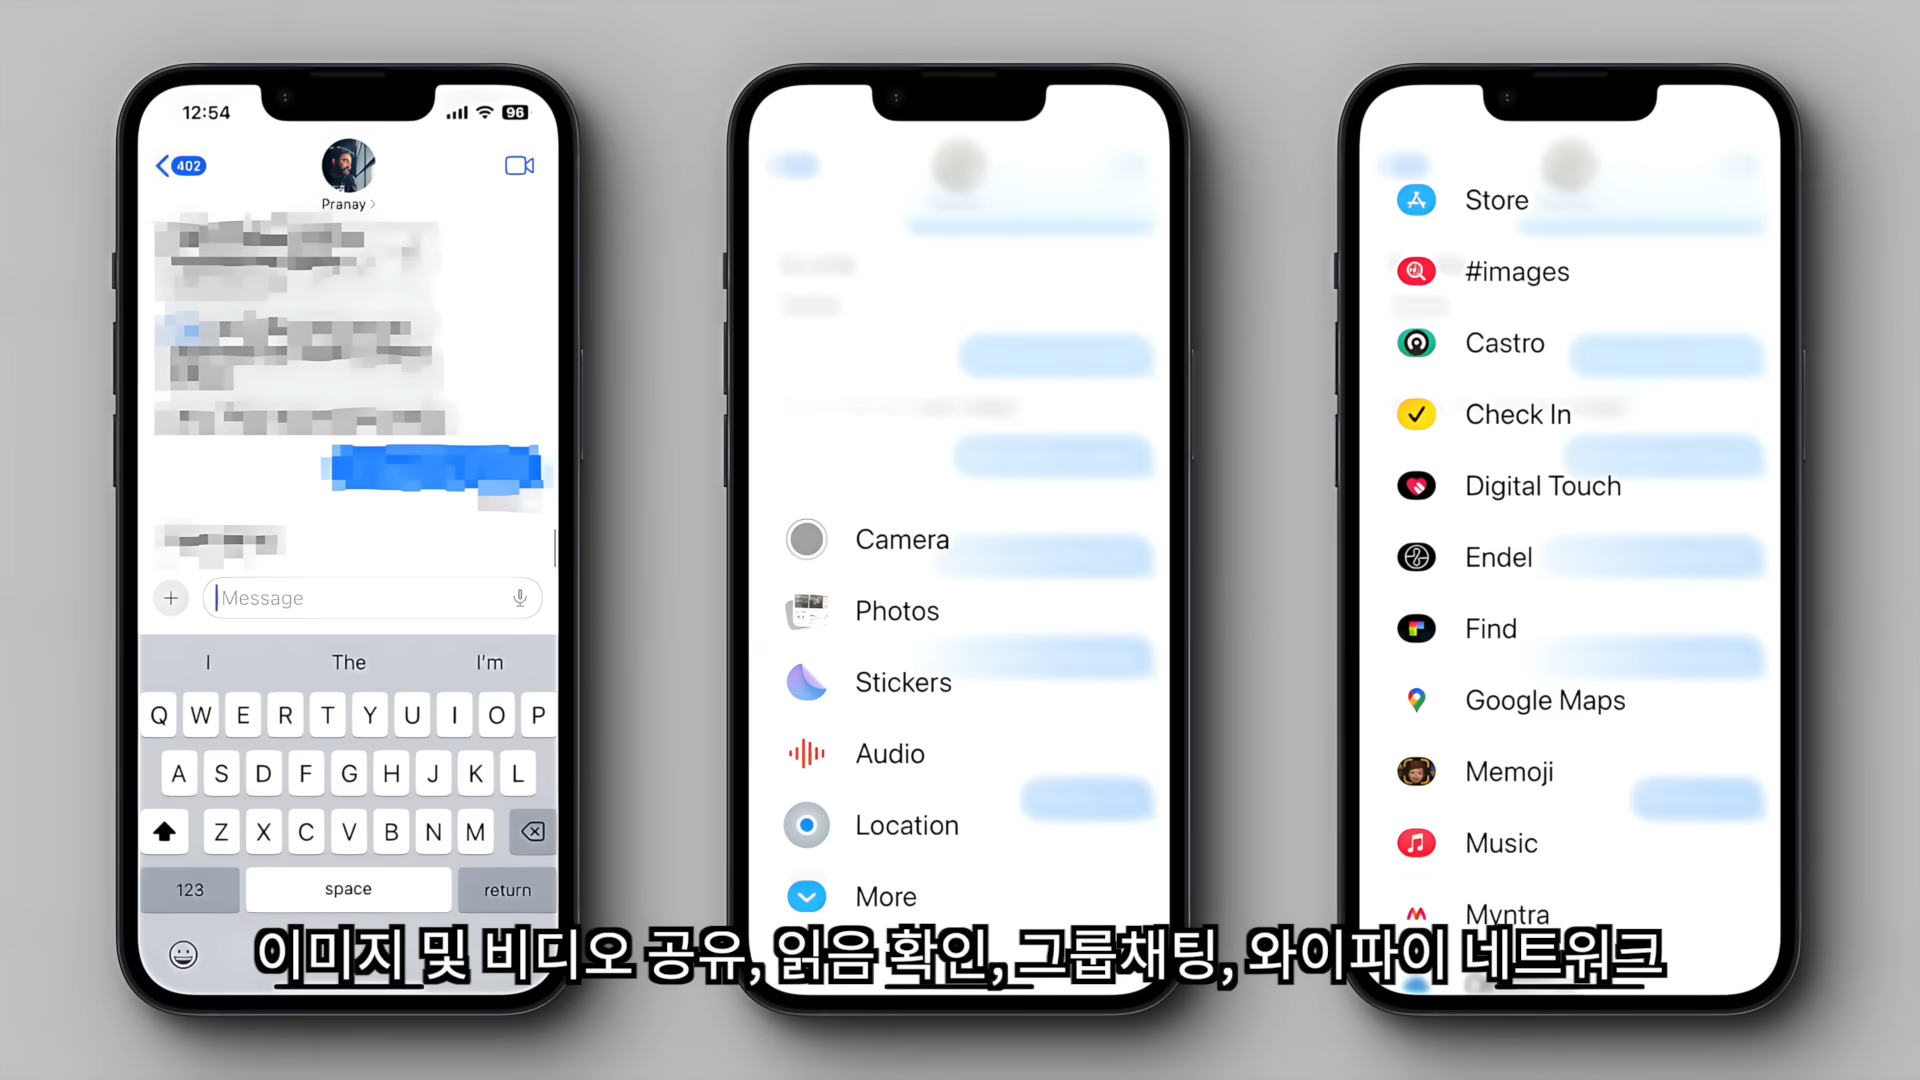 12:54
96
402
Pranay
Message
I The I'm
Q W E R T Y U I O P
A S D F G H J K L
Z X C V B N M
123 space return
Camera
Photos
Stickers
Audio
Location
More
Store
#images
Castro
Check In
Digital Touch
Endel
Find
Google Maps
Memoji
Music
Myntra
이미지 및 비디오 공유, 읽음 확인, 그룹채팅, 와이파이 네트워크